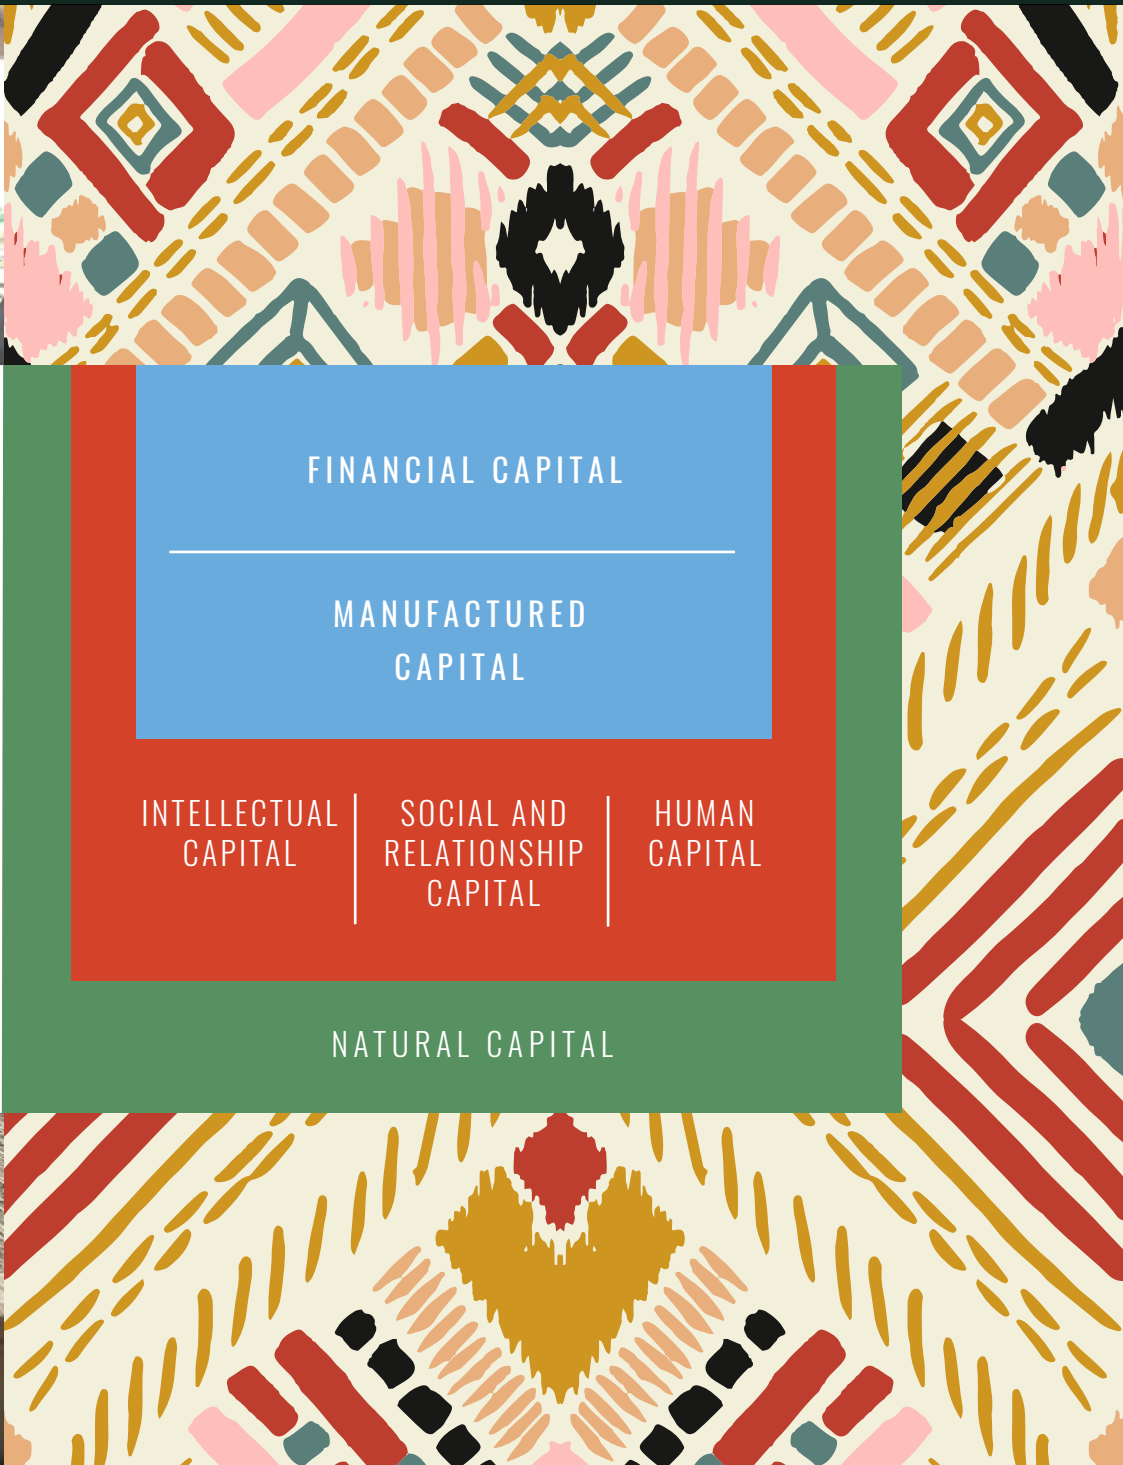 FINANCIAL CAPITAL
MANUFACTURED
CAPITAL
INTELLECTUAL
CAPITAL
SOCIAL AND
RELATIONSHIP
CAPITAL
HUMAN
CAPITAL
NATURAL CAPITAL